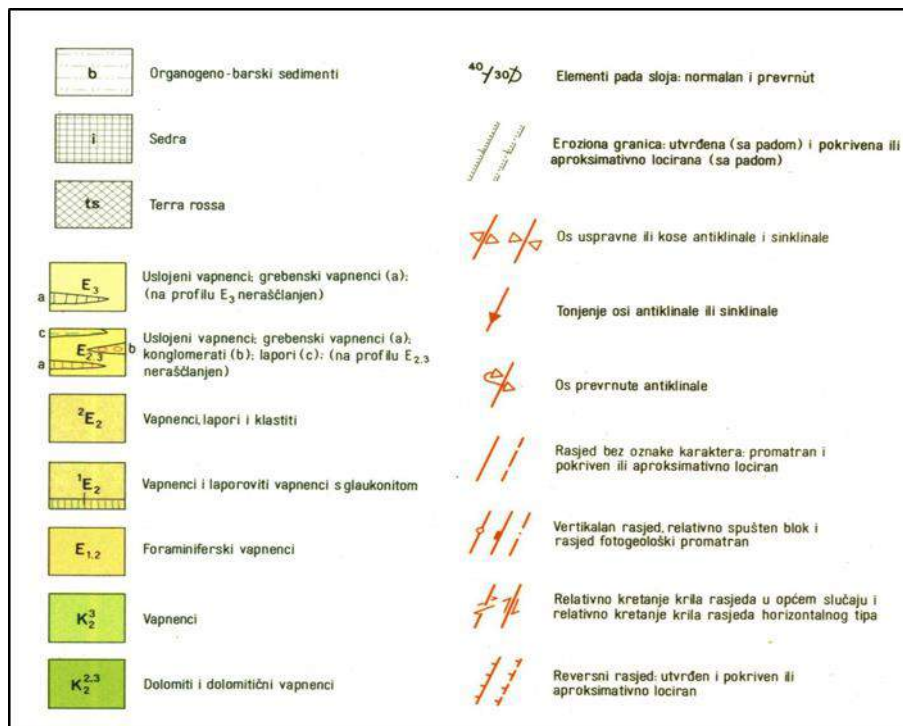 b
Organogeno-barski sedimenti
i
Sedra
ts
Terra rossa
E3
a
Uslojeni vapnenci; grebenski vapnenci (a);
(na profilu E3 neraščlanjen)
c
E2,3
b
a
Uslojeni vapnenci; grebenski vapnenci (a);
konglomerati (b); lapori (c); (na profilu E2,3
neraščlanjen)
²E2
Vapnenci, lapori i klastiti
¹E2
Vapnenci i laporoviti vapnenci s glaukonitom
E1,2
Foraminiferski vapnenci
K₂³
Vapnenci
K₂²,³
Dolomiti i dolomitični vapnenci
40 30
Elementi pada sloja: normalan i prevrnut
Eroziona granica: utvrđena (sa padom) i pokrivena ili
aproksimativno locirana (sa padom)
Os uspravne ili kose antiklinale i sinklinale
Tonjenje osi antiklinale ili sinklinale
Os prevrnute antiklinale
Rasjed bez oznake karaktera: promatran i
pokriven ili aproksimativno lociran
Vertikalan rasjed, relativno spušten blok i
rasjed fotogeološki promatran
Relativno kretanje krila rasjeda u općem slučaju i
relativno kretanje krila rasjeda horizontalnog tipa
Reversni rasjed: utvrđen i pokriven ili
aproksimativno lociran